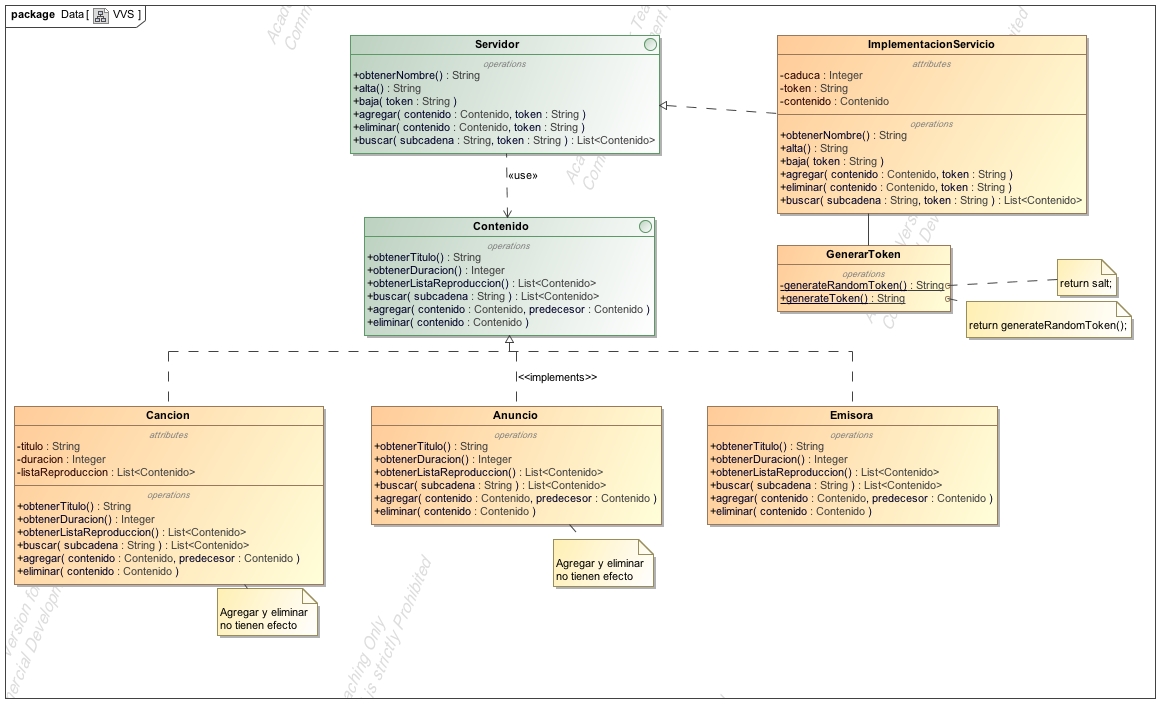 package Data [ VVS ]
Servidor
operations
+obtenerNombre() : String
+alta() : String
+baja( token : String )
+agregar( contenido : Contenido, token : String )
+eliminar( contenido : Contenido, token : String )
+buscar( subcadena : String, token : String ) : List<Contenido>
ImplementacionServicio
attributes
-caduca : Integer
-token : String
-contenido : Contenido
operations
+obtenerNombre() : String
+alta() : String
+baja( token : String )
+agregar( contenido : Contenido, token : String )
+eliminar( contenido : Contenido, token : String )
+buscar( subcadena : String, token : String ) : List<Contenido>
«use»
Contenido
operations
+obtenerTitulo() : String
+obtenerDuracion() : Integer
+obtenerListaReproduccion() : List<Contenido>
+buscar( subcadena : String ) : List<Contenido>
+agregar( contenido : Contenido, predecesor : Contenido )
+eliminar( contenido : Contenido )
GenerarToken
operations
-generateRandomToken() : String
+generateToken() : String
return salt;
return generateRandomToken();
<<implements>>
Cancion
attributes
-titulo : String
-duracion : Integer
-listaReproduccion : List<Contenido>
operations
+obtenerTitulo() : String
+obtenerDuracion() : Integer
+obtenerListaReproduccion() : List<Contenido>
+buscar( subcadena : String ) : List<Contenido>
+agregar( contenido : Contenido, predecesor : Contenido )
+eliminar( contenido : Contenido )
Agregar y eliminar
no tienen efecto
Anuncio
operations
+obtenerTitulo() : String
+obtenerDuracion() : Integer
+obtenerListaReproduccion() : List<Contenido>
+buscar( subcadena : String ) : List<Contenido>
+agregar( contenido : Contenido, predecesor : Contenido )
+eliminar( contenido : Contenido )
Agregar y eliminar
no tienen efecto
Emisora
operations
+obtenerTitulo() : String
+obtenerDuracion() : Integer
+obtenerListaReproduccion() : List<Contenido>
+buscar( subcadena : String ) : List<Contenido>
+agregar( contenido : Contenido, predecesor : Contenido )
+eliminar( contenido : Contenido )
Only
is strictly Prohibited